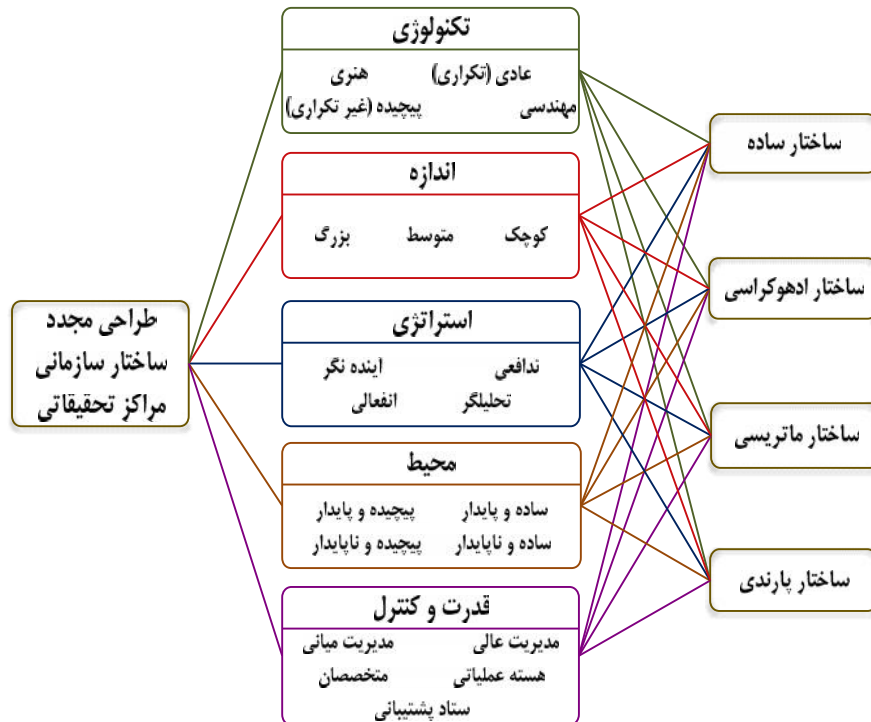 تکنولوژی
عادی (تکراری) هنری
مهندسی پیچیده (غیر تکراری)
اندازه
کوچک متوسط بزرگ
استراتژی
تدافعی آینده نگر
تحلیلگر انفعالی
محیط
ساده و پایدار پیچیده و پایدار
ساده و ناپایدار پیچیده و ناپایدار
قدرت و کنترل
مدیریت عالی مدیریت میانی
هسته عملیاتی متخصصان
ستاد پشتیبانی
ساختار ساده
ساختار ادهوکراسی
ساختار ماتریسی
ساختار پارندی
طراحی مجدد
ساختار سازمانی
مراکز تحقیقاتی